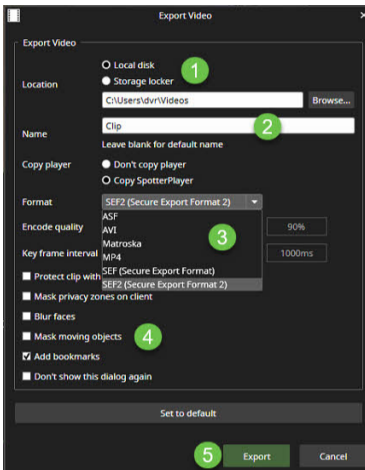 Export Video
Export Video
Local disk
1
Location
Storage locker
C:\Users\dvr\Videos
Browse...
2
Name
Clip
Leave blank for default name
Copy player
Don't copy player
Copy SpotterPlayer
Format
SEF2 (Secure Export Format 2)
ASF
Encode quality
AVI
3
90%
Matroska
Key frame interval
MP4
1000ms
Protect clip with
SEF (Secure Export Format)
SEF2 (Secure Export Format 2)
Mask privacy zones on client
Blur faces
Mask moving objects
4
Add bookmarks
Don't show this dialog again
Set to default
5
Export
Cancel